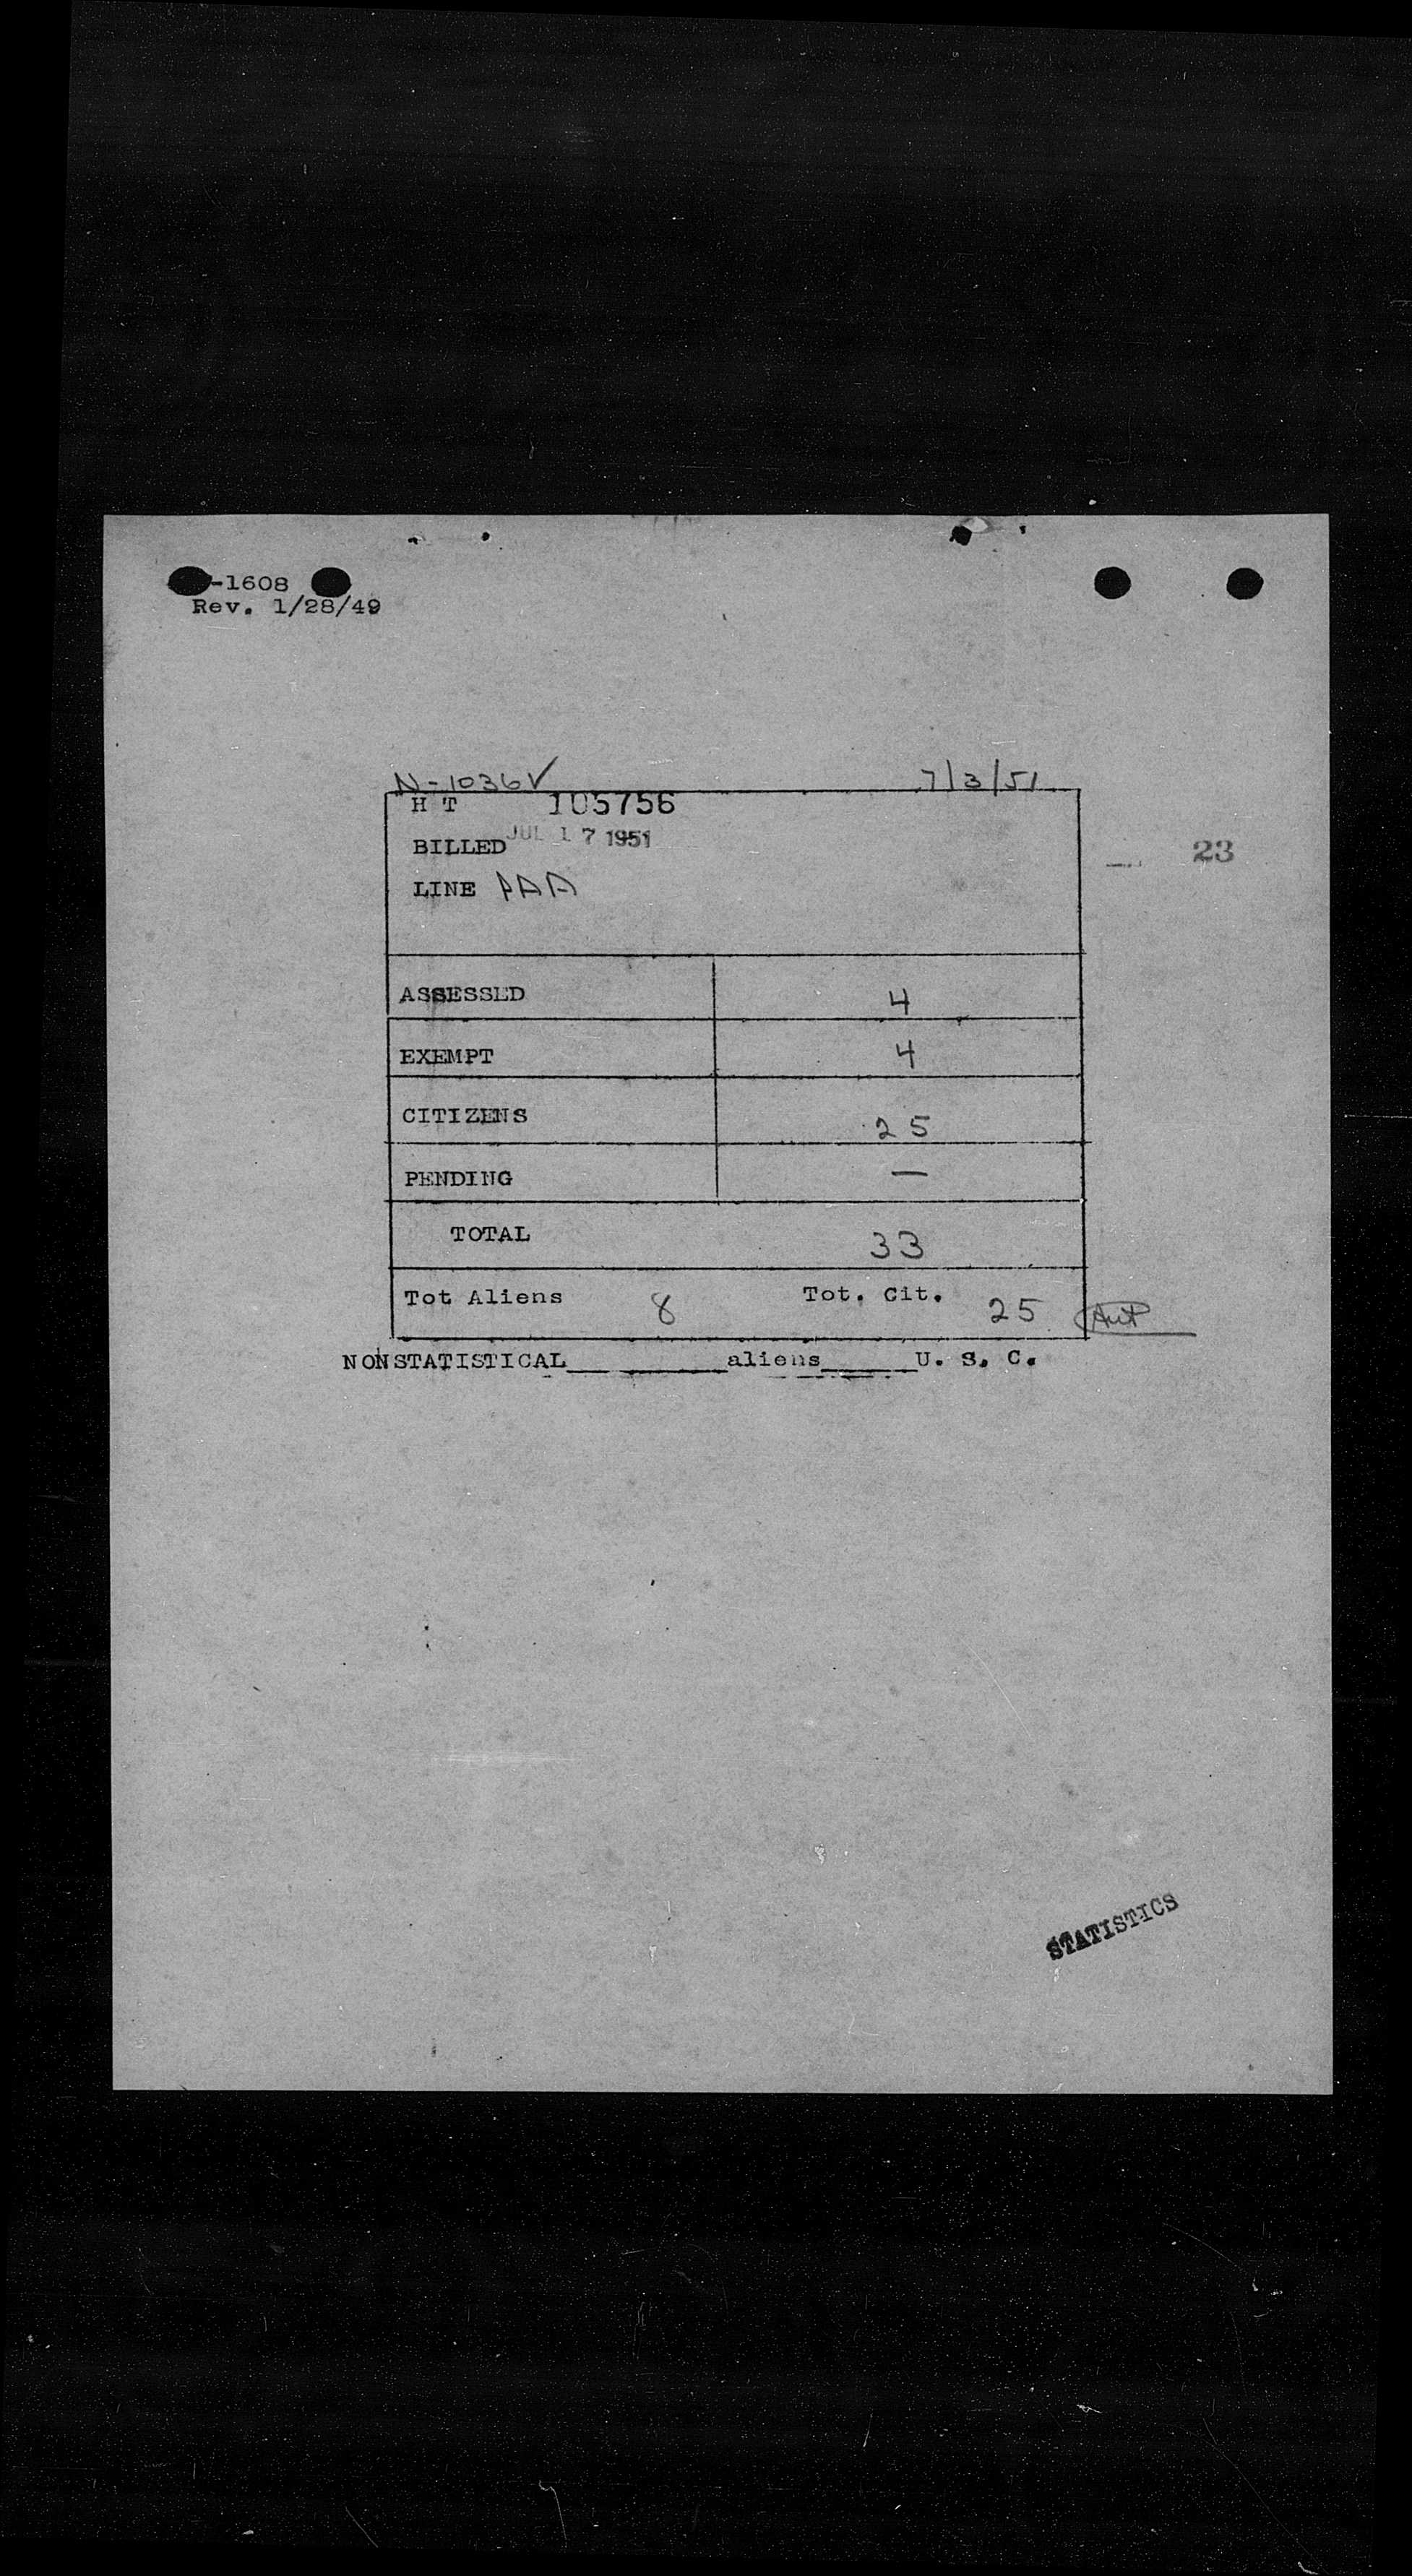 -1608
Rev. 1/28/49
N-1036V 7/3/51
H T 105756
BILLED JUL 17 1951
23
LINE PAA
ASSESSED 4
EXEMPT 4
CITIZENS 25
PENDING —
TOTAL 33
Tot Aliens 8 Tot. Cit. 25
NONSTATISTICAL aliens U. S. C.
STATISTICS